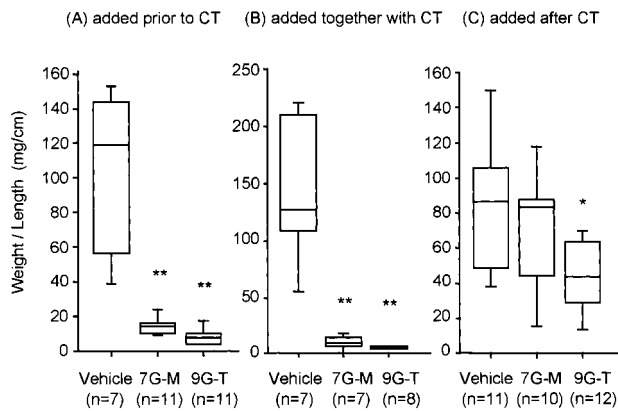 (A) added prior to CT
(B) added together with CT
(C) added after CT
Weight / Length (mg/cm)
160
140
120
100
80
60
40
20
0
**
**
Vehicle 7G-M 9G-T
(n=7) (n=11) (n=11)
250
200
150
100
50
0
**
**
Vehicle 7G-M 9G-T
(n=7) (n=7) (n=8)
160
140
120
100
80
60
40
20
0
*
Vehicle 7G-M 9G-T
(n=11) (n=10) (n=12)